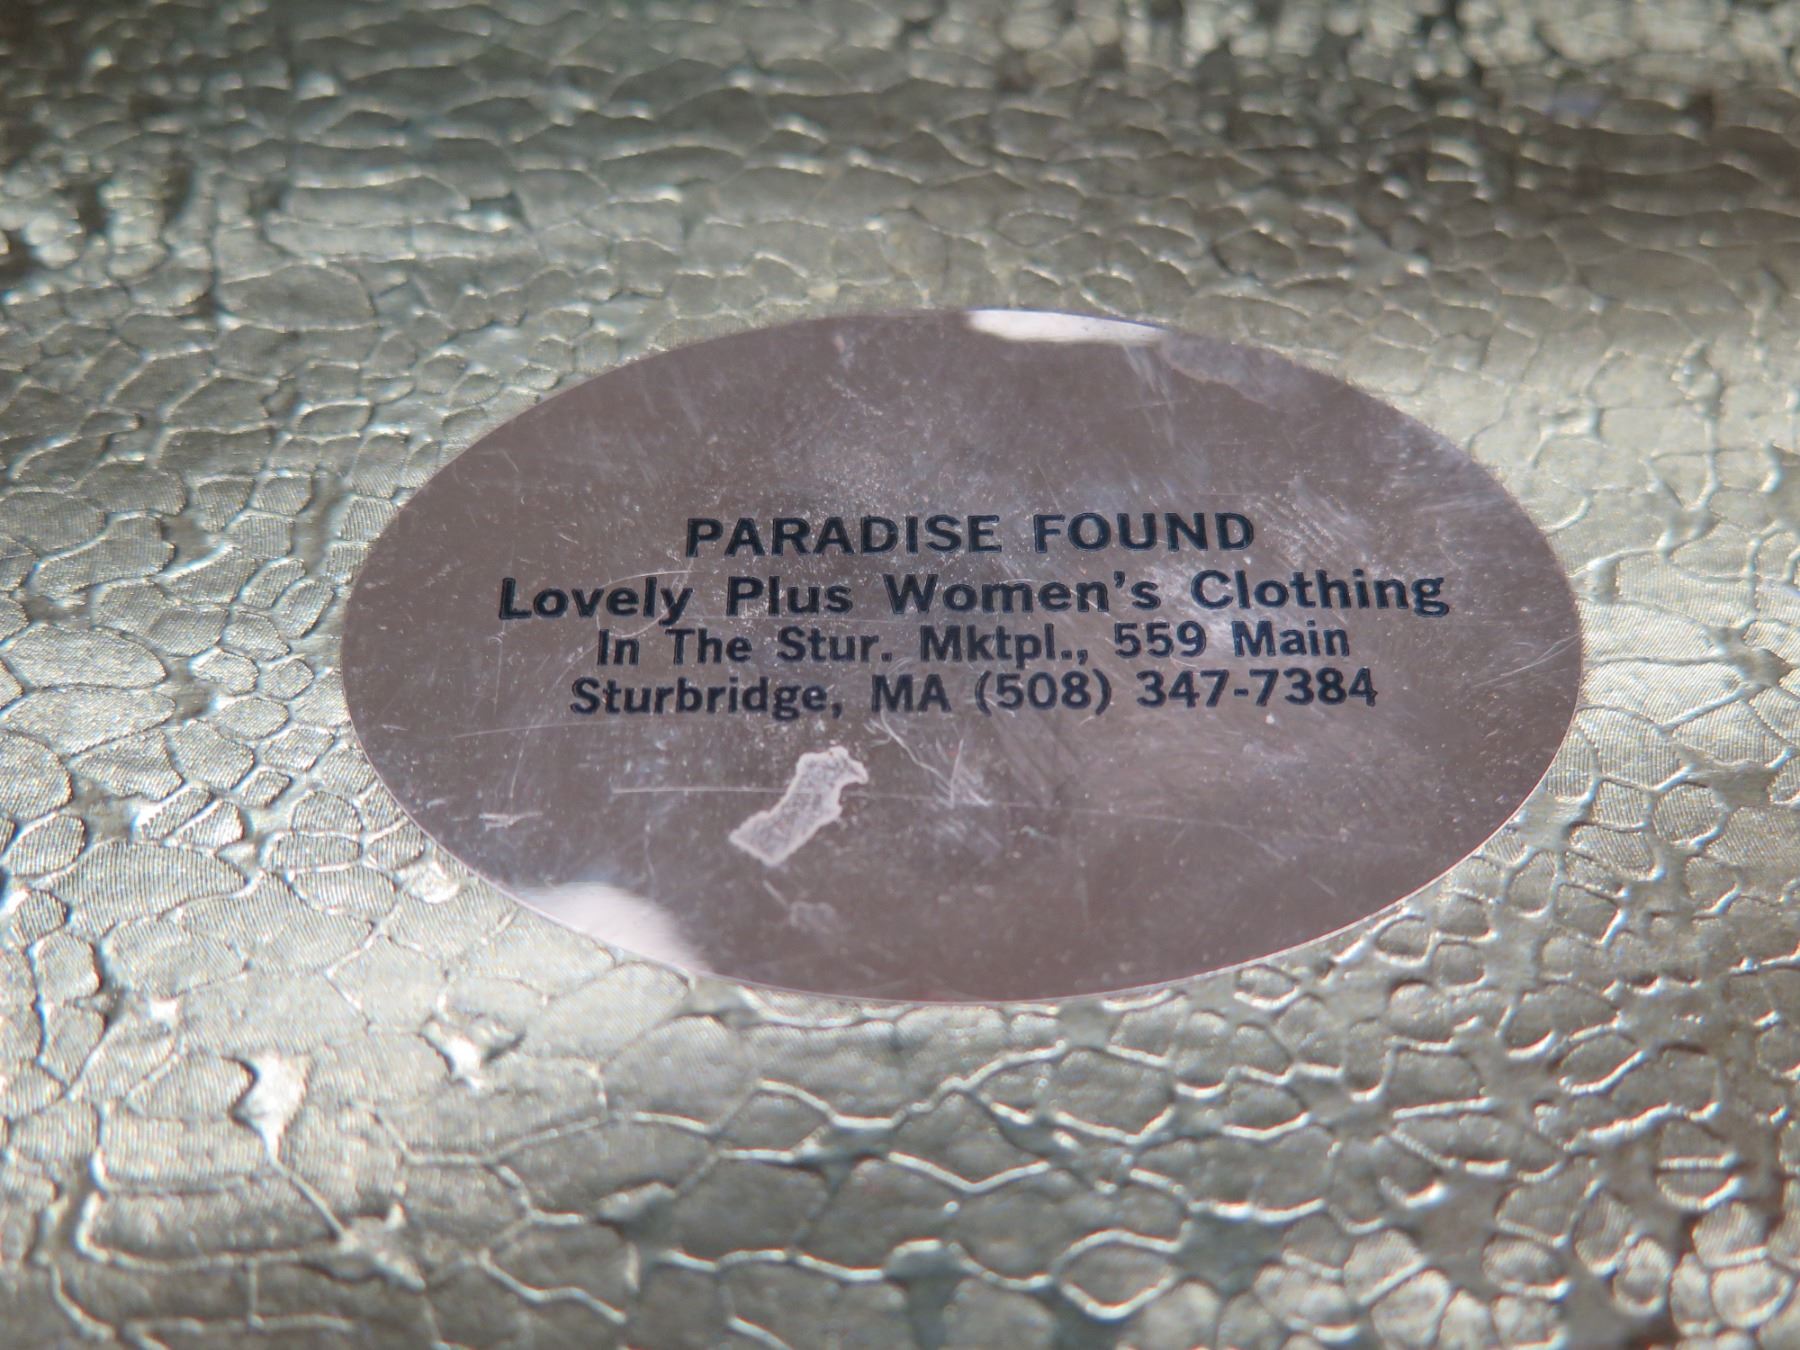 PARADISE FOUND
Lovely Plus Women's Clothing
In The Stur. Mktpl., 559 Main
Sturbridge, MA (508) 347-7384